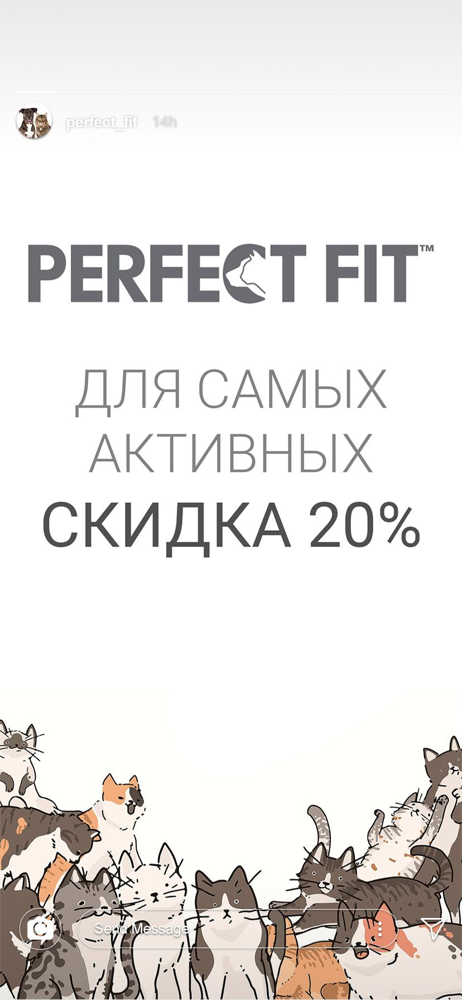 perfect_fit 14h
PERFECT FIT™
ДЛЯ САМЫХ
АКТИВНЫХ
СКИДКА 20%
Send Message